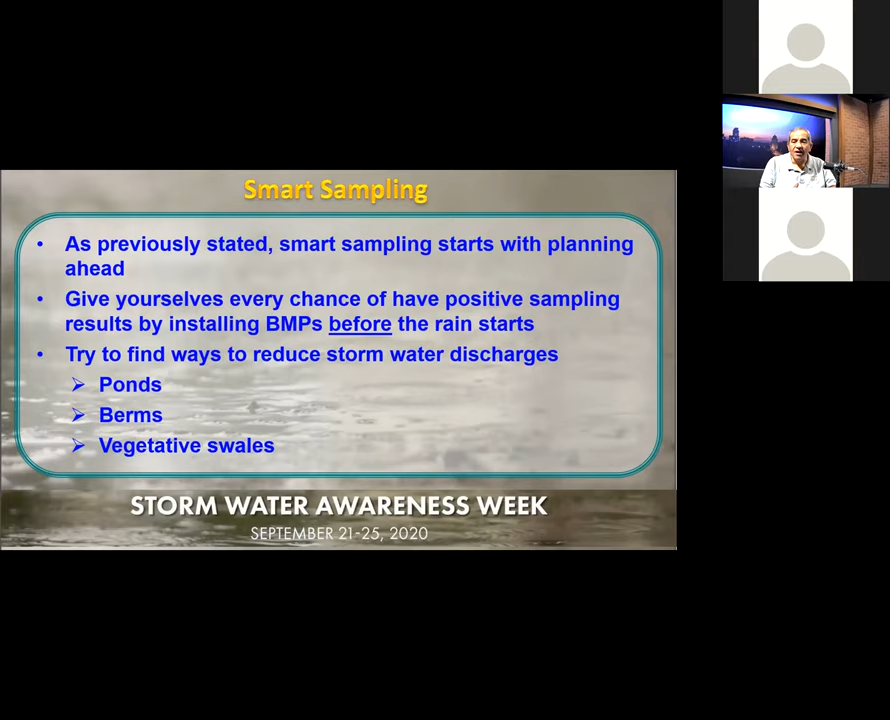 Smart Sampling
• As previously stated, smart sampling starts with planning
ahead
• Give yourselves every chance of have positive sampling
results by installing BMPs before the rain starts
• Try to find ways to reduce storm water discharges
➢ Ponds
➢ Berms
➢ Vegetative swales
STORM WATER AWARENESS WEEK
SEPTEMBER 21-25, 2020